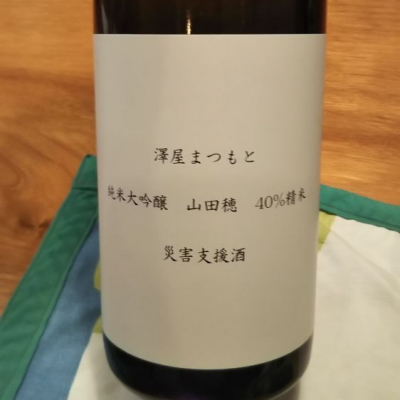 澤屋まつもと
純米大吟醸　山田穂　40%精米
災害支援酒